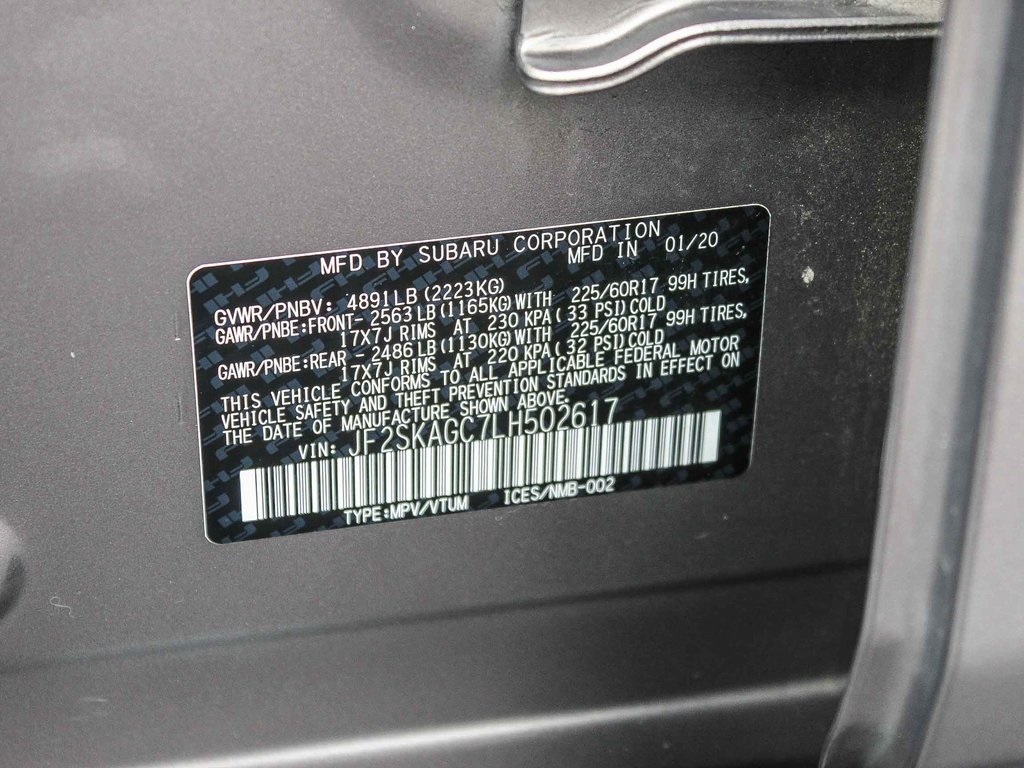 MFD BY SUBARU CORPORATION
MFD IN 01/20
GVWR/PNBV: 4891LB(2223KG)
GAWR/PNBE:FRONT- 2563 LB(1165KG)WITH 225/60R17 99H TIRES,
17X7J RIMS AT 230 KPA(33 PSI)COLD
GAWR/PNBE:REAR - 2486 LB(1130KG)WITH 225/60R17 99H TIRES,
17X7J RIMS AT 220 KPA(32 PSI)COLD
THIS VEHICLE CONFORMS TO ALL APPLICABLE FEDERAL MOTOR
VEHICLE SAFETY AND THEFT PREVENTION STANDARDS IN EFFECT ON
THE DATE OF MANUFACTURE SHOWN ABOVE.
VIN: JF2SKAGC7LH502617
TYPE:MPV/VTUM ICES/NMB-002